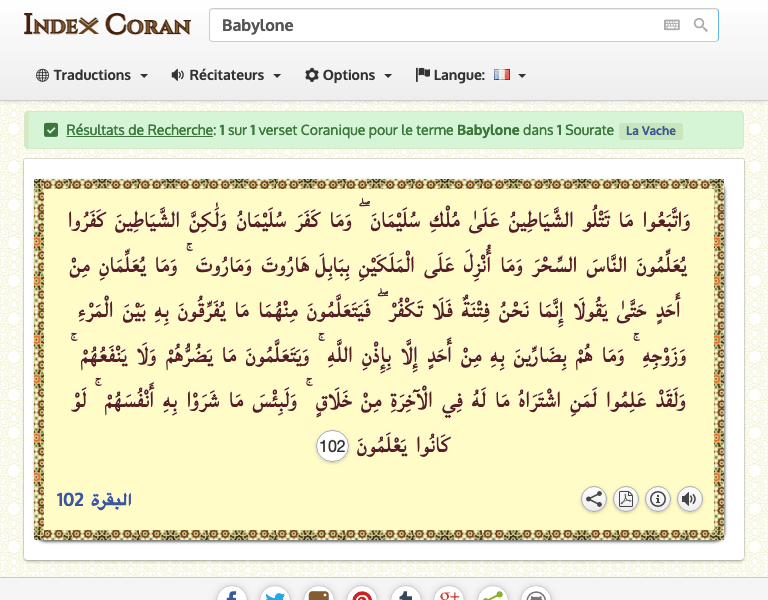 INDEX CORAN
Babylone
Traductions
Récitateurs
Options
Langue:
Résultats de Recherche: 1 sur 1 verset Coranique pour le terme Babylone dans 1 Sourate La Vache
وَاتَّبَعُوا مَا تَتْلُو الشَّيَاطِينُ عَلَىٰ مُلْكِ سُلَيْمَانَ ۖ وَمَا كَفَرَ سُلَيْمَانُ وَلَٰكِنَّ الشَّيَاطِينَ كَفَرُوا
يُعَلِّمُونَ النَّاسَ السِّحْرَ وَمَا أُنْزِلَ عَلَى الْمَلَكَيْنِ بِبَابِلَ هَارُوتَ وَمَارُوتَ ۚ وَمَا يُعَلِّمَانِ مِنْ
أَحَدٍ حَتَّىٰ يَقُولَا إِنَّمَا نَحْنُ فِتْنَةٌ فَلَا تَكْفُرْ ۖ فَيَتَعَلَّمُونَ مِنْهُمَا مَا يُفَرِّقُونَ بِهِ بَيْنَ الْمَرْءِ
وَزَوْجِهِ ۚ وَمَا هُمْ بِضَارِّينَ بِهِ مِنْ أَحَدٍ إِلَّا بِإِذْنِ اللَّهِ ۚ وَيَتَعَلَّمُونَ مَا يَضُرُّهُمْ وَلَا يَنْفَعُهُمْ ۚ
وَلَقَدْ عَلِمُوا لَمَنِ اشْتَرَاهُ مَا لَهُ فِي الْآخِرَةِ مِنْ خَلَاقٍ ۚ وَلَبِئْسَ مَا شَرَوْا بِهِ أَنْفُسَهُمْ ۚ لَوْ
كَانُوا يَعْلَمُونَ 102
البقرة 102